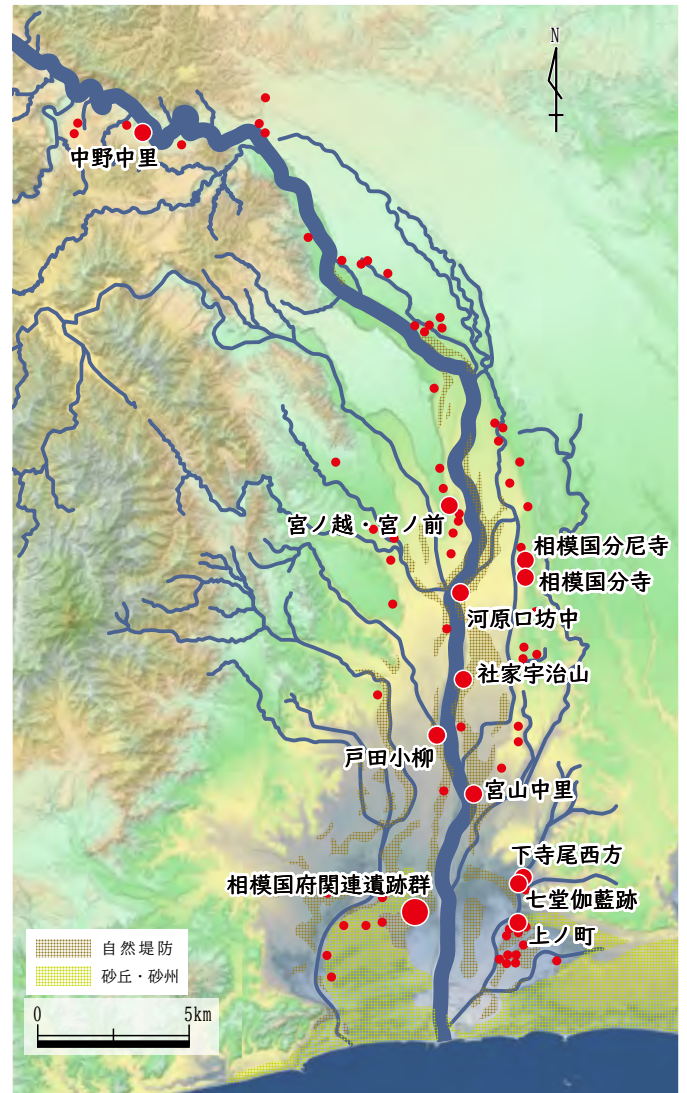 N
中野中里
宮ノ越・宮ノ前
相模国分尼寺
相模国分寺
河原口坊中
社家宇治山
戸田小柳
宮山中里
下寺尾西方
相模国府関連遺跡群
七堂伽藍跡
上ノ町
自然堤防
砂丘・砂州
0 5km